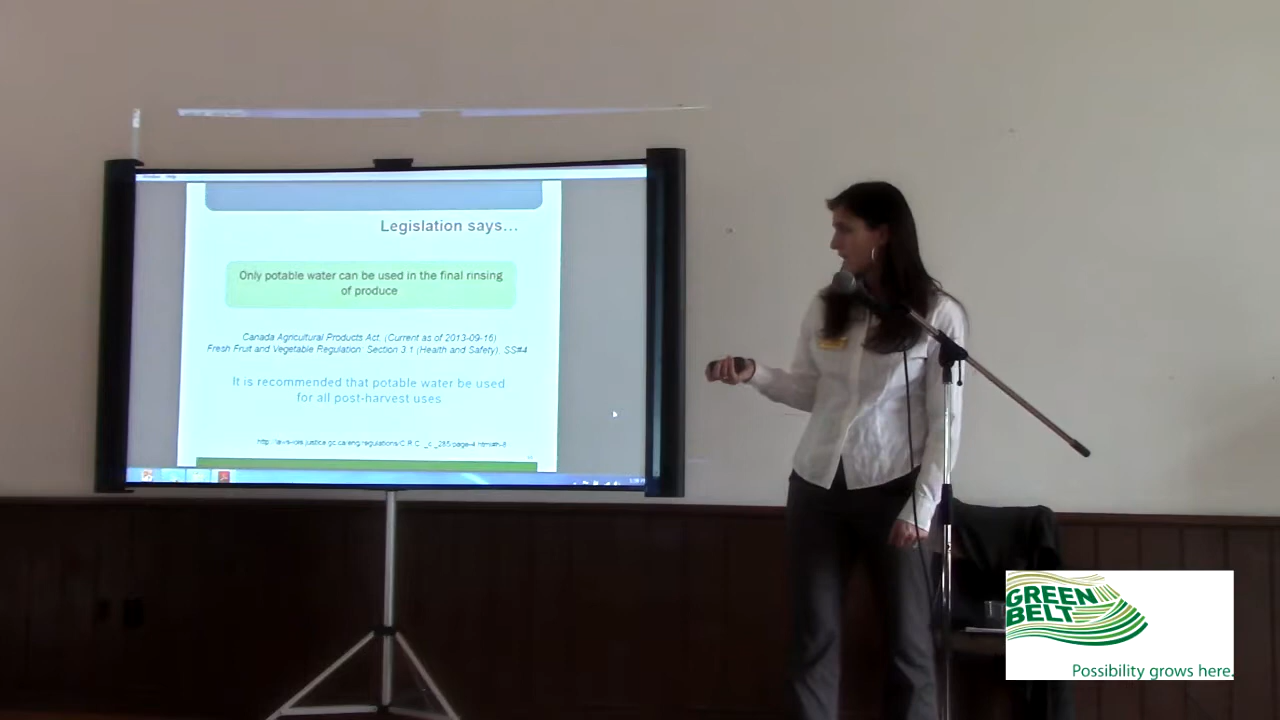 Legislation says...
Only potable water can be used in the final rinsing
of produce
Canada Agricultural Products Act. (Current as of 2013-09-16)
Fresh Fruit and Vegetable Regulation: Section 3.1 (Health and Safety), SS#4
It is recommended that potable water be used
for all post-harvest uses
GREEN
BELT
Possibility grows here.